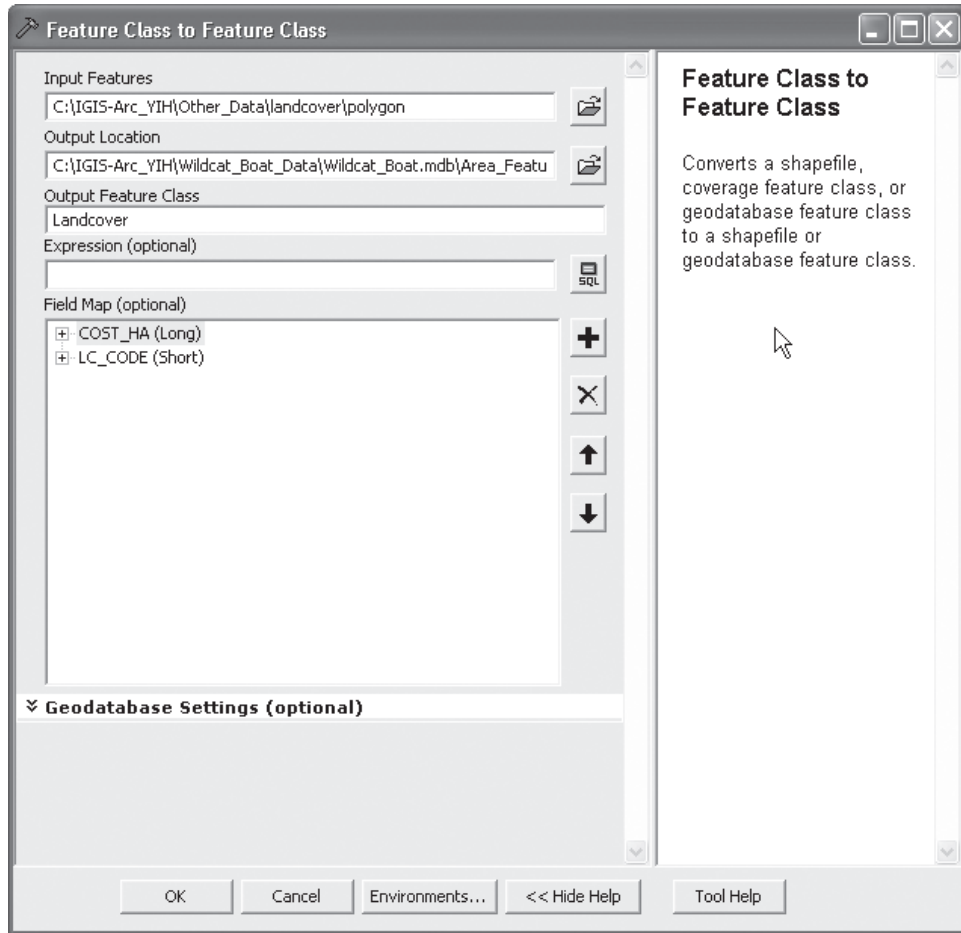 Feature Class to Feature Class
Input Features
C:\IGIS-Arc_YIH\Other_Data\landcover\polygon
Output Location
C:\IGIS-Arc_YIH\Wildcat_Boat_Data\Wildcat_Boat.mdb\Area_Featu
Output Feature Class
Landcover
Expression (optional)
SQL
Field Map (optional)
COST_HA (Long)
LC_CODE (Short)
Geodatabase Settings (optional)
OK
Cancel
Environments...
<< Hide Help
Tool Help
Feature Class to
Feature Class
Converts a shapefile,
coverage feature class, or
geodatabase feature class
to a shapefile or
geodatabase feature class.